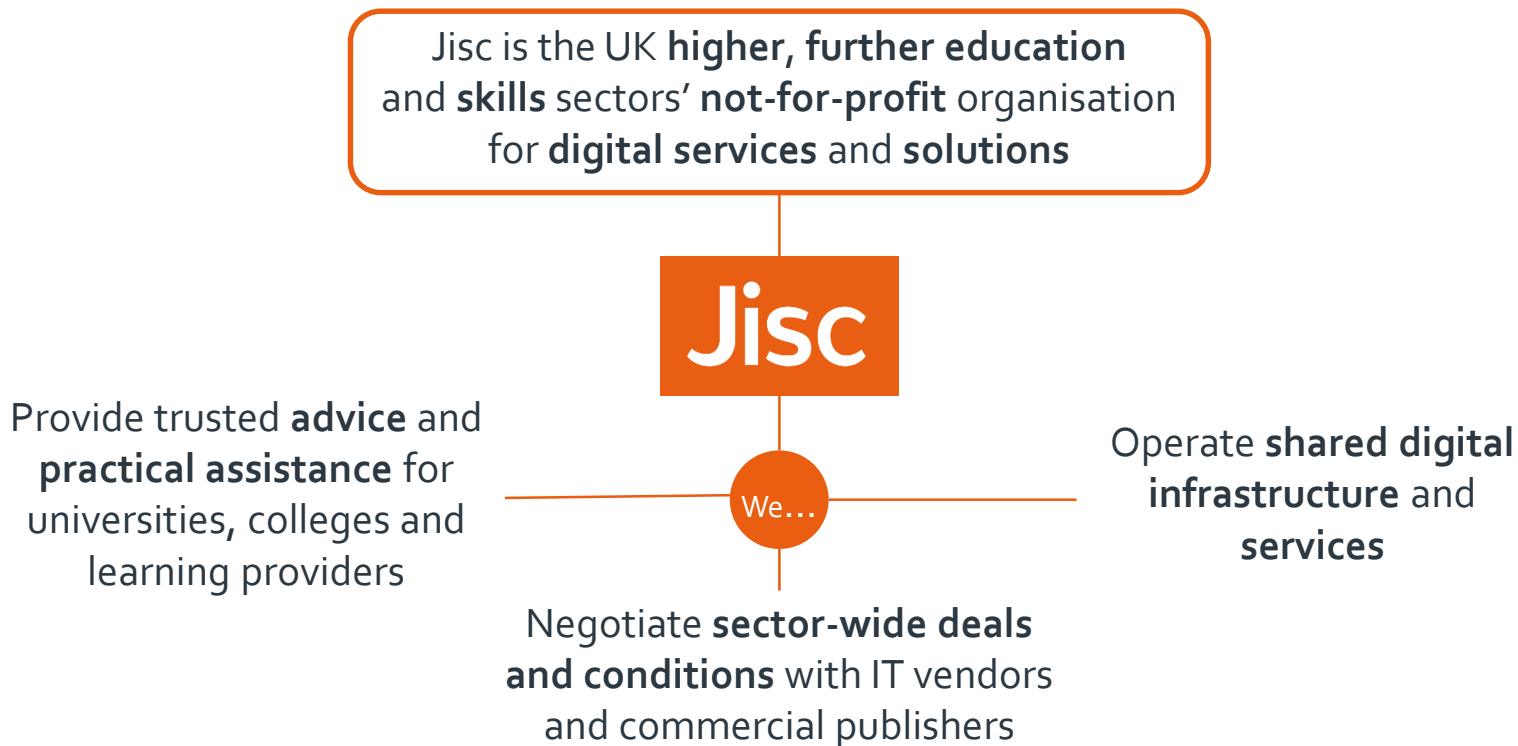 Jisc is the UK higher, further education
and skills sectors’ not-for-profit organisation
for digital services and solutions
Jisc
We...
Provide trusted advice and
practical assistance for
universities, colleges and
learning providers
Operate shared digital
infrastructure and
services
Negotiate sector-wide deals
and conditions with IT vendors
and commercial publishers